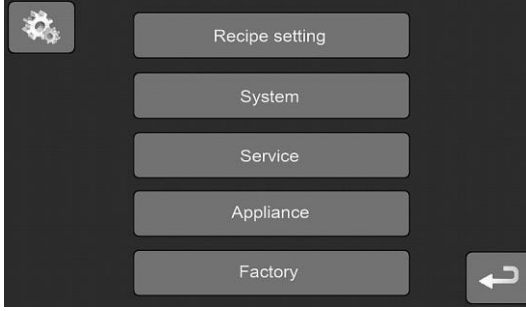 Recipe setting
System
Service
Appliance
Factory